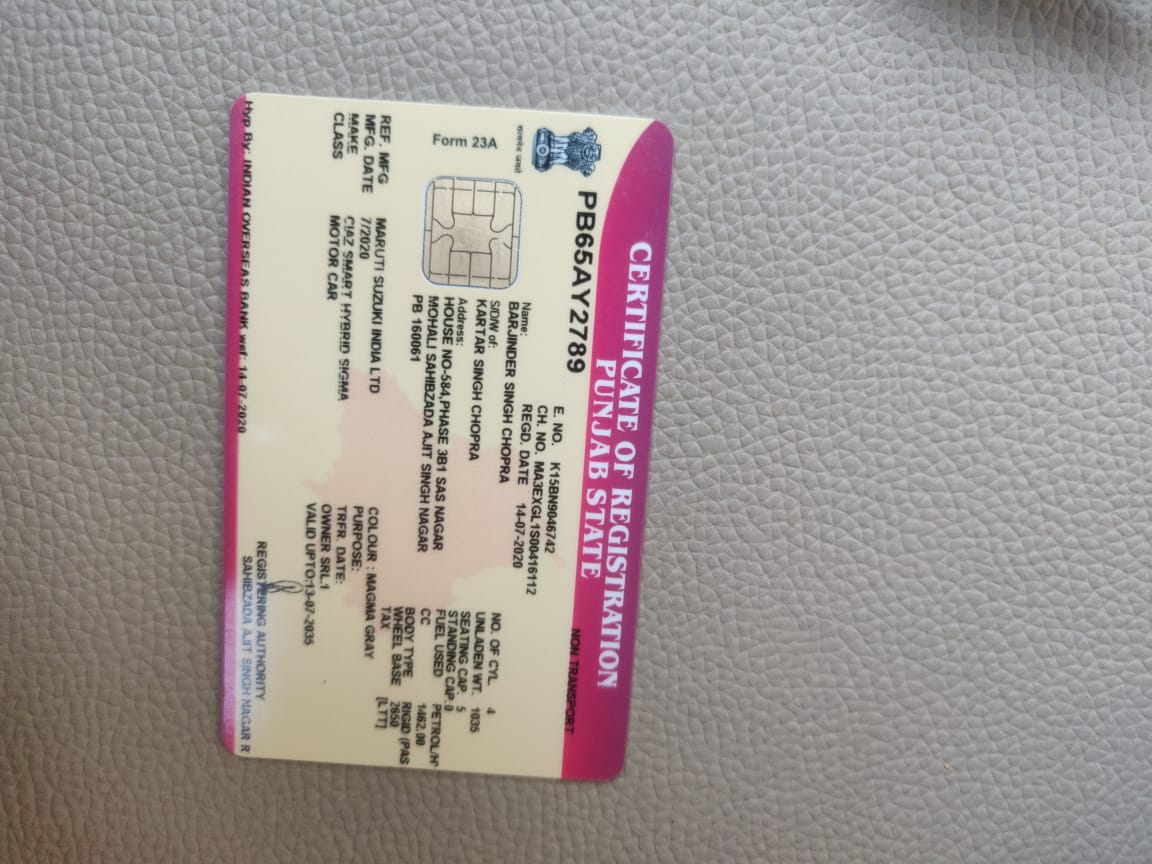 CERTIFICATE OF REGISTRATION
PUNJAB STATE
सत्यमेव जयते
PB65AY2789
NON TRANSPORT
Form 23A
E. NO. K15BN9046742
CH. NO. MA3EXGL1S00416112
REGD. DATE 14-07-2020
Name:
BARJINDER SINGH CHOPRA
S/D/W of:
KARTAR SINGH CHOPRA
Address:
HOUSE NO-584,PHASE 3B1 SAS NAGAR
MOHALI SAHIBZADA AJIT SINGH NAGAR
PB 160061
NO. OF CYL. 4
UNLADEN WT. 1035
SEATING CAP. 5
STANDING CAP. 0
FUEL USED PETROL/H
CC 1462.00
BODY TYPE RIGID (PAS
WHEEL BASE 2650
TAX [LTT]
REF. MFG MARUTI SUZUKI INDIA LTD
MFG. DATE 7/2020
MAKE CIAZ SMART HYBRID SIGMA
CLASS MOTOR CAR
COLOUR : MAGMA GRAY
PURPOSE:
TRFR. DATE:
OWNER SRL.1
VALID UPTO:13-07-2035
REGISTERING AUTHORITY
SAHIBZADA AJIT SINGH NAGAR R
Hyp By: INDIAN OVERSEAS BANK wef: 14-07-2020